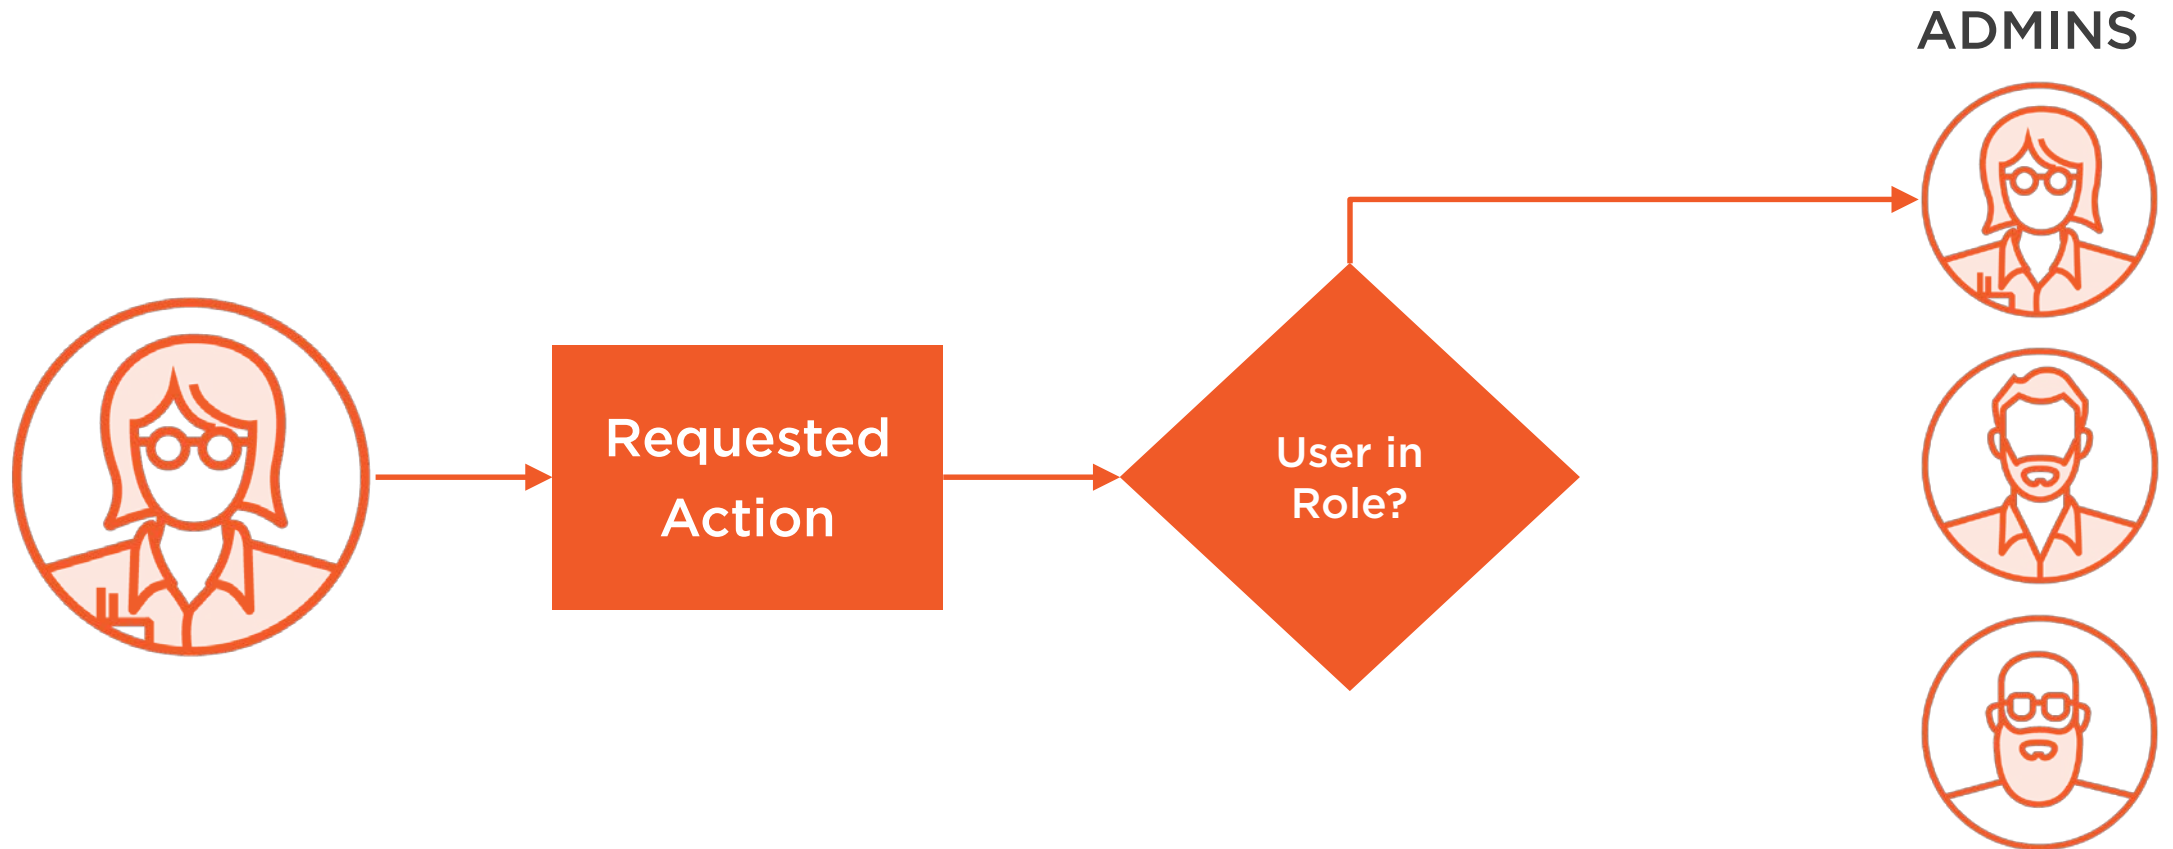 ADMINS
Requested
Action
User in
Role?